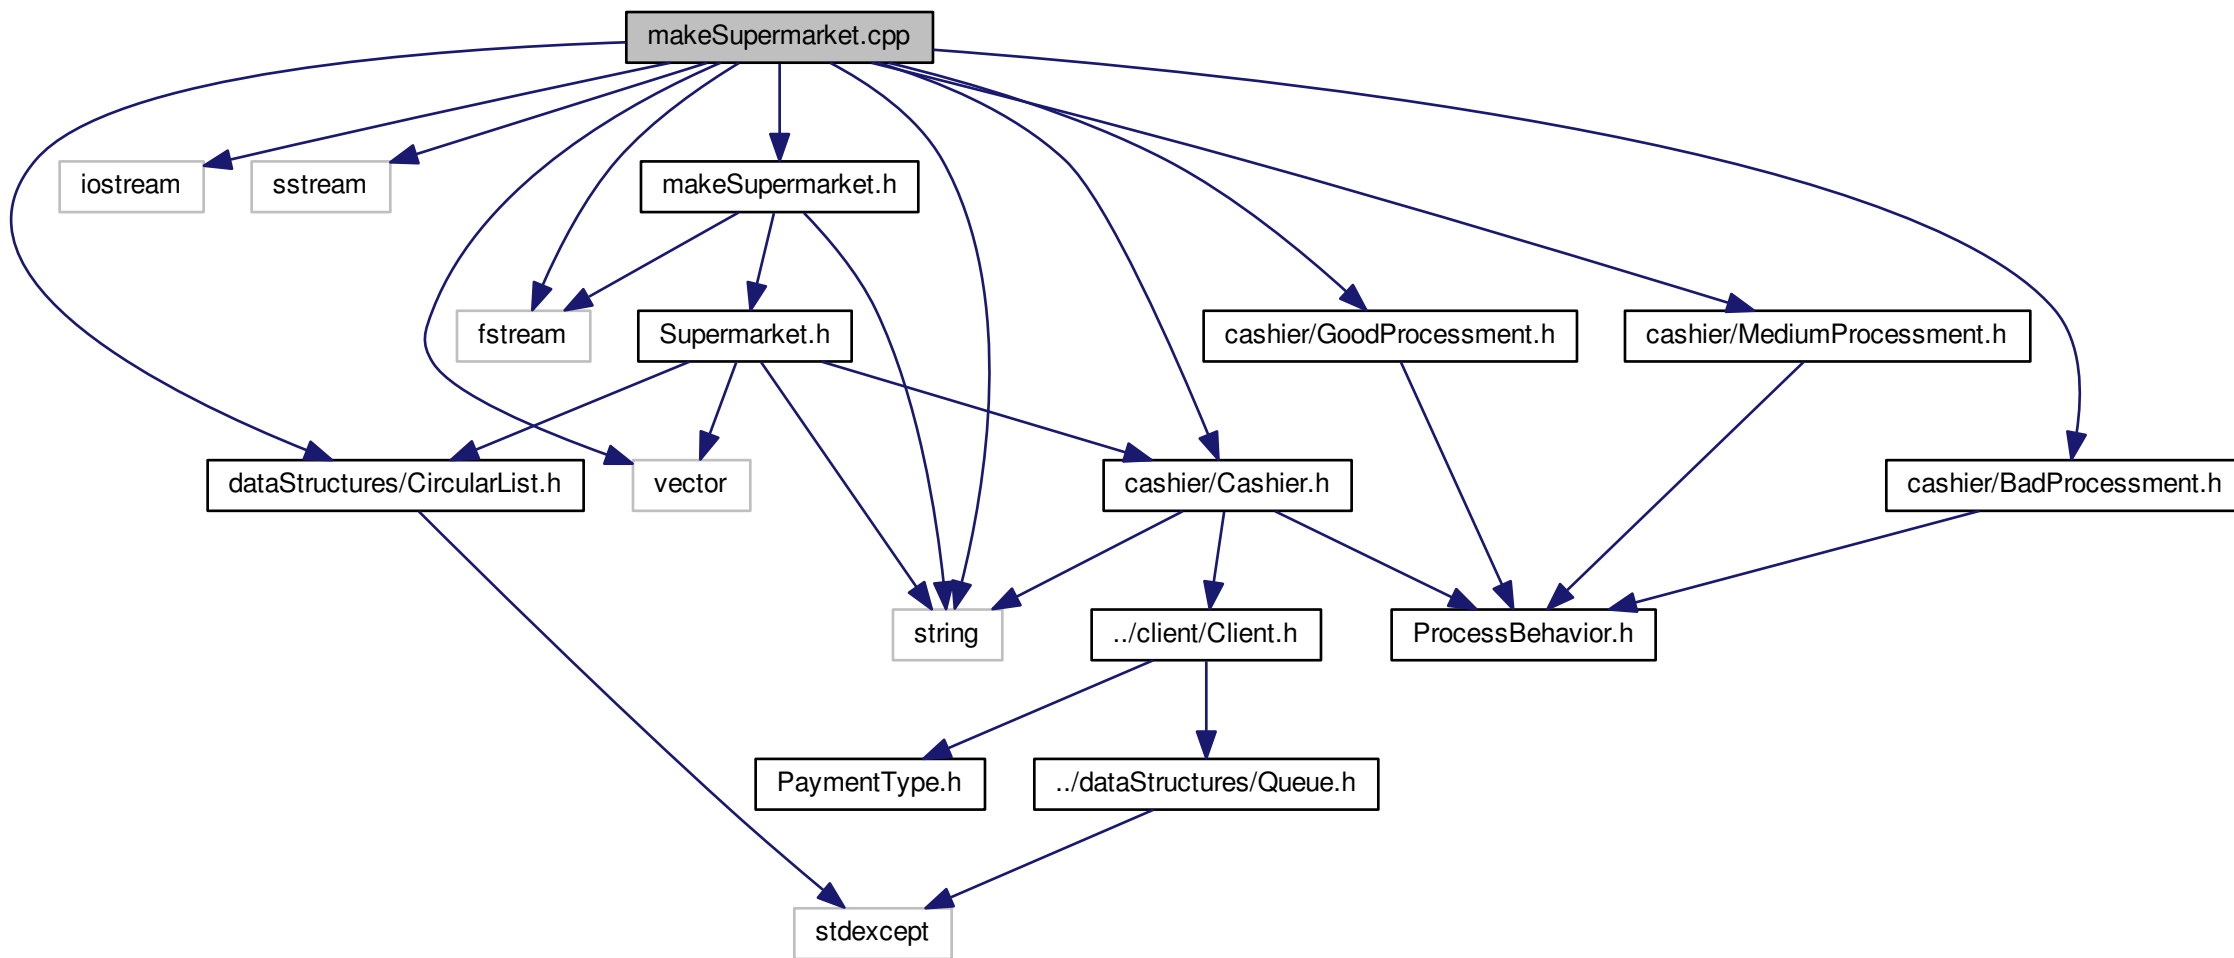 makeSupermarket.cpp
iostream
sstream
makeSupermarket.h
fstream
Supermarket.h
cashier/GoodProcessment.h
cashier/MediumProcessment.h
dataStructures/CircularList.h
vector
cashier/Cashier.h
cashier/BadProcessment.h
string
../client/Client.h
ProcessBehavior.h
PaymentType.h
../dataStructures/Queue.h
stdexcept